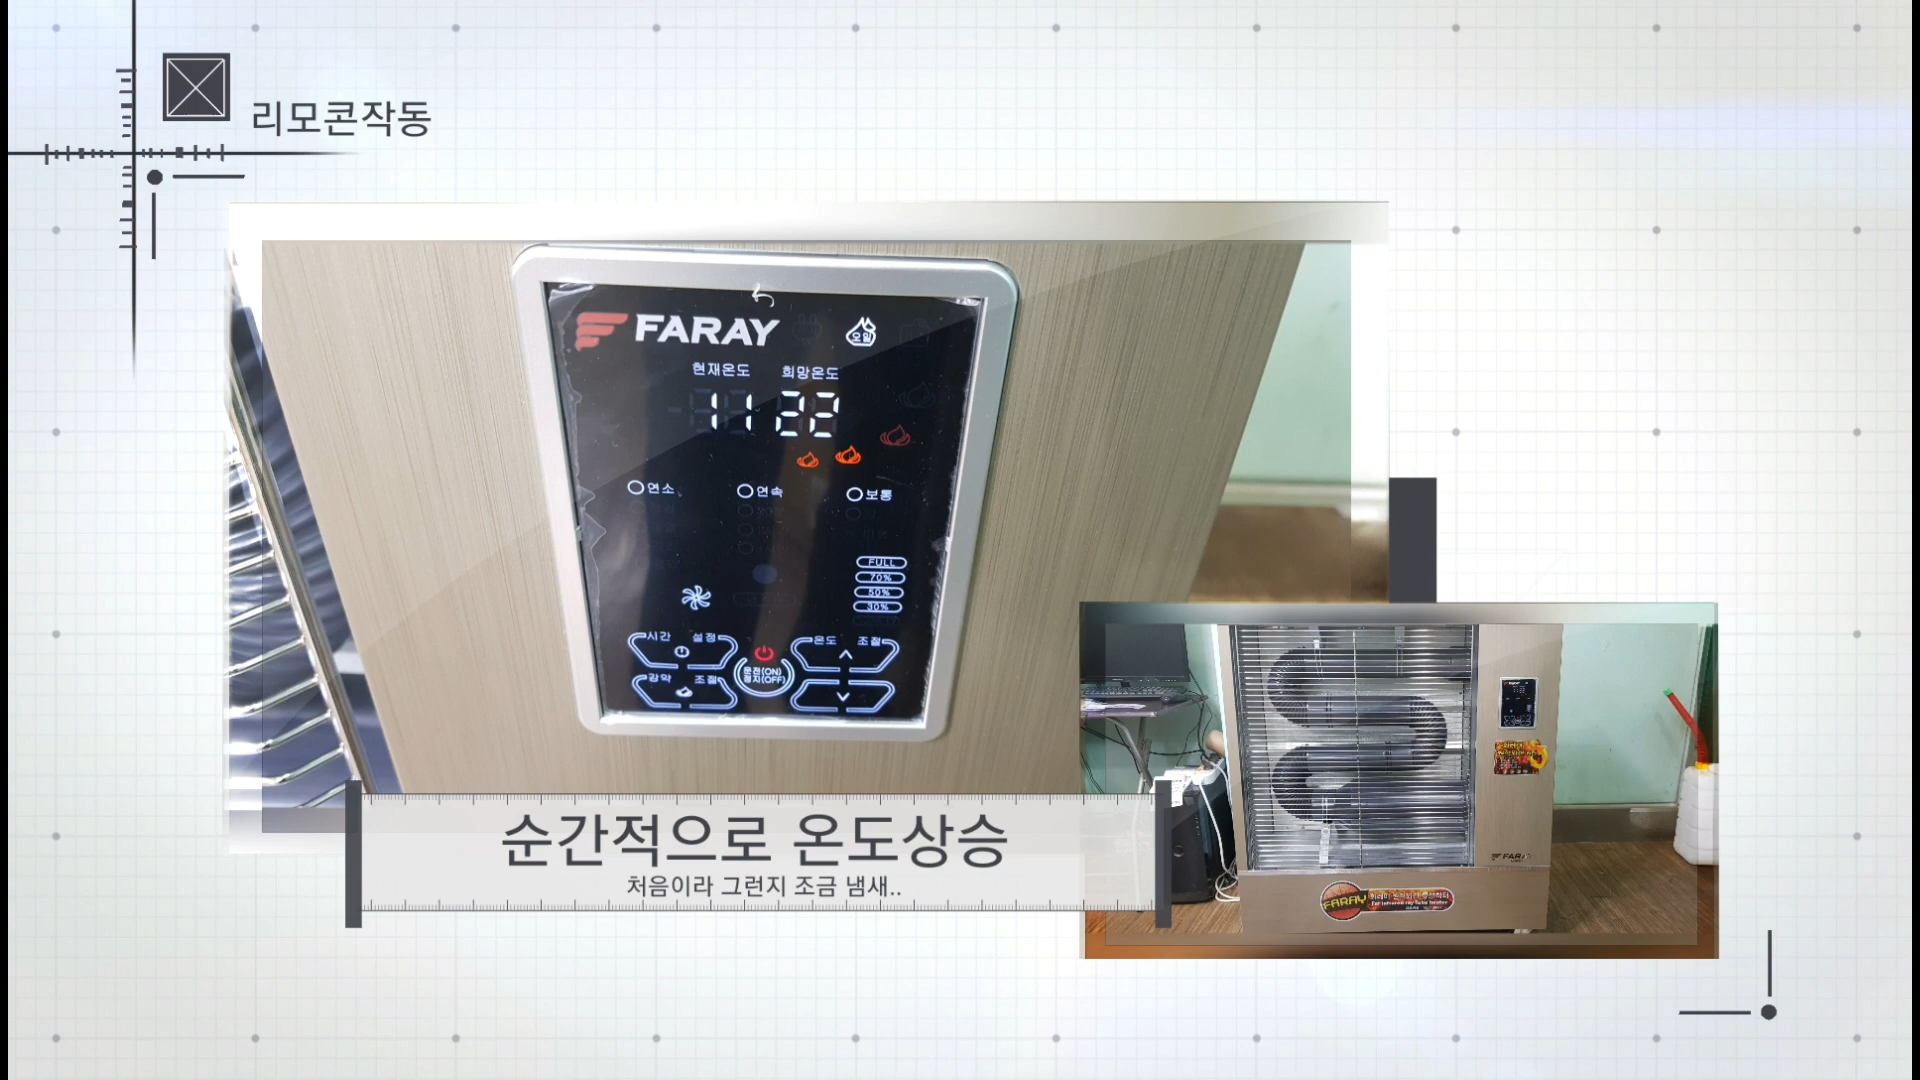 리모콘작동
FARAY
오일
현재온도 희망온도
11 22
연소 연속 보통
FULL
70%
50%
30%
시간 설정 온도 조절
운전(ON)
정지(OFF)
강약 조절
순간적으로 온도상승
처음이라 그런지 조금 냄새..
FARAY